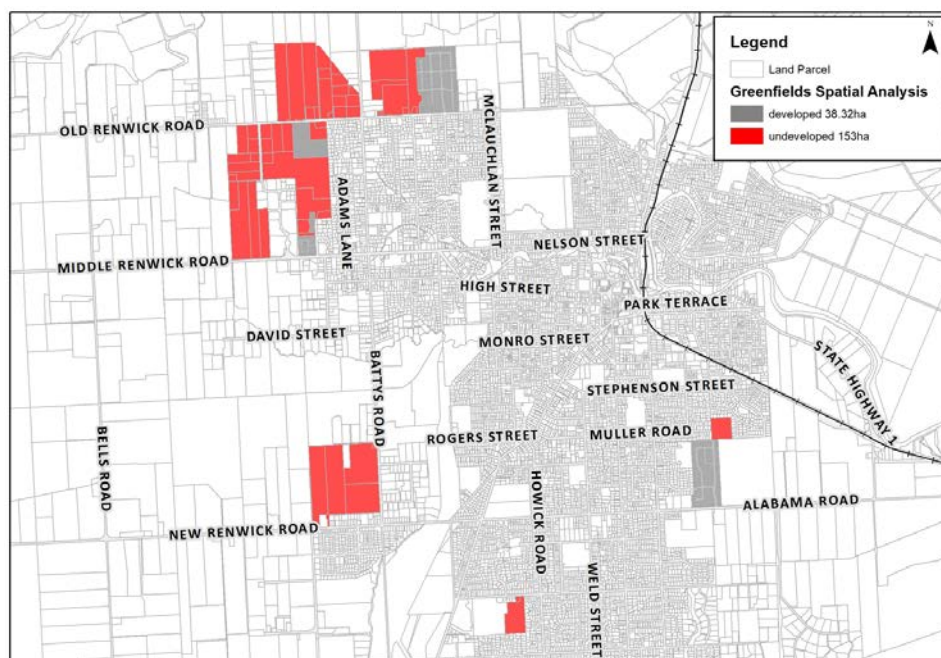 N
Legend
Land Parcel
Greenfields Spatial Analysis
developed 38.32ha
undeveloped 153ha
OLD RENWICK ROAD
MCLAUCHLAN STREET
ADAMS LANE
NELSON STREET
MIDDLE RENWICK ROAD
HIGH STREET
PARK TERRACE
DAVID STREET
MONRO STREET
STATE HIGHWAY 1
BATTYS ROAD
STEPHENSON STREET
BELLS ROAD
ROGERS STREET
MULLER ROAD
HOWICK ROAD
ALABAMA ROAD
NEW RENWICK ROAD
WELD STREET